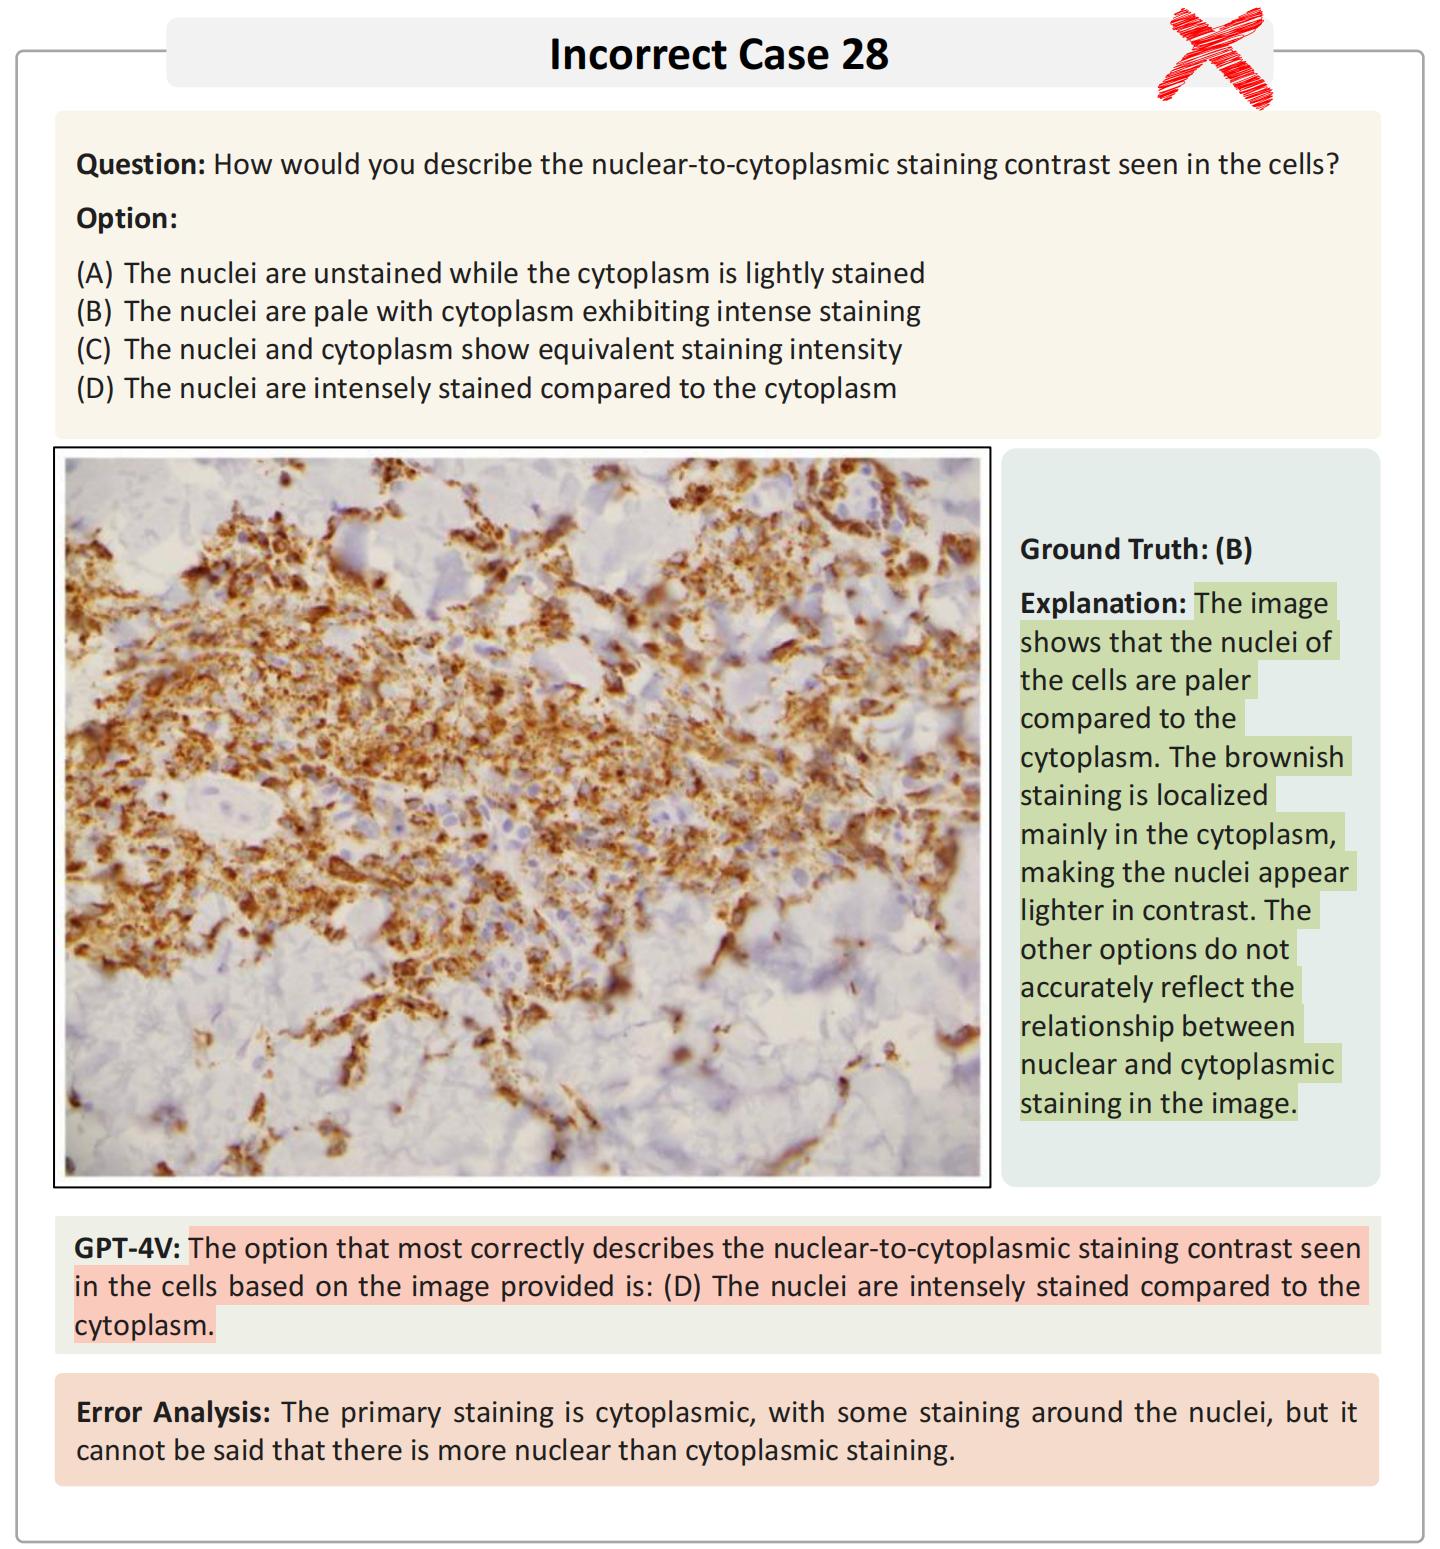 Incorrect Case 28
Question: How would you describe the nuclear-to-cytoplasmic staining contrast seen in the cells?
Option:
(A) The nuclei are unstained while the cytoplasm is lightly stained
(B) The nuclei are pale with cytoplasm exhibiting intense staining
(C) The nuclei and cytoplasm show equivalent staining intensity
(D) The nuclei are intensely stained compared to the cytoplasm
Ground Truth: (B)
Explanation: The image
shows that the nuclei of
the cells are paler
compared to the
cytoplasm. The brownish
staining is localized
mainly in the cytoplasm,
making the nuclei appear
lighter in contrast. The
other options do not
accurately reflect the
relationship between
nuclear and cytoplasmic
staining in the image.
GPT-4V: The option that most correctly describes the nuclear-to-cytoplasmic staining contrast seen
in the cells based on the image provided is: (D) The nuclei are intensely stained compared to the
cytoplasm.
Error Analysis: The primary staining is cytoplasmic, with some staining around the nuclei, but it
cannot be said that there is more nuclear than cytoplasmic staining.